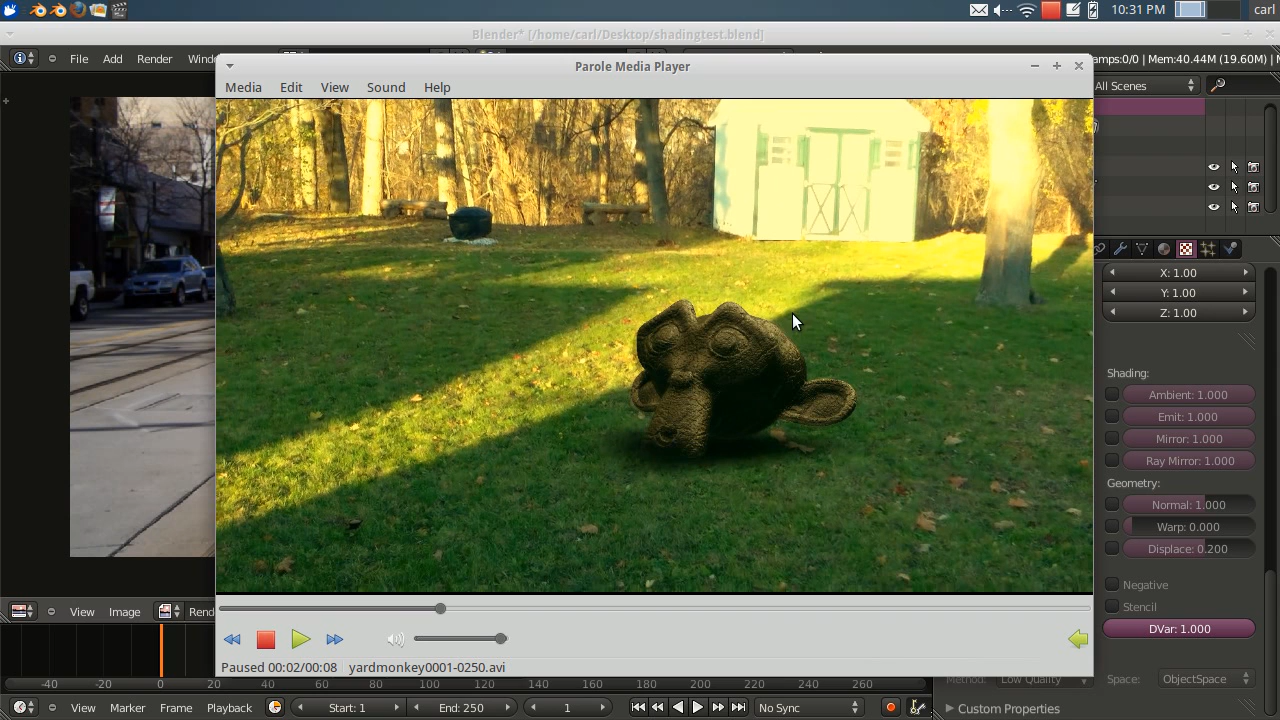 10:31 PM carl
Blender* [/home/carl/Desktop/shadingtest.blend]
File Add Render
Parole Media Player
Media Edit View Sound Help
amps:0/0 | Mem:40.44M (19.60M)
All Scenes
X: 1.00
Y: 1.00
Z: 1.00
Shading:
Ambient: 1.000
Emit: 1.000
Mirror: 1.000
Ray Mirror: 1.000
Geometry:
Normal: 1.000
Warp: 0.000
Displace: 0.200
Negative
Stencil
DVar: 1.000
Method: Low Quality Space: ObjectSpace
Custom Properties
View Image
Paused 00:02/00:08 yardmonkey0001-0250.avi
-40 -20 0 20 40 60 80 100 120 140 160 180 200 220 240 260
View Marker Frame Playback Start: 1 End: 250 1 No Sync